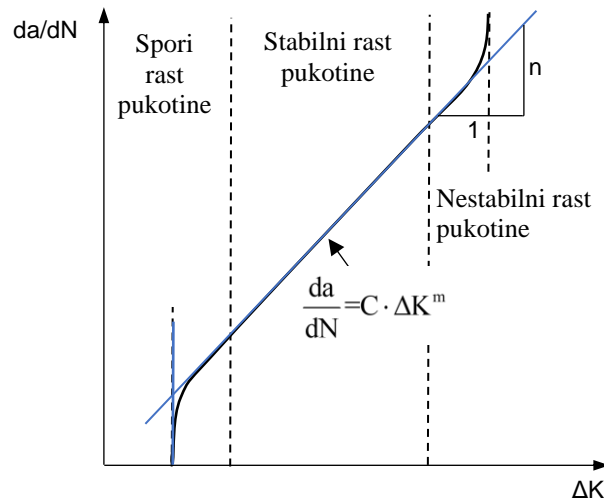 da/dN
Spori
rast
pukotine
Stabilni rast
pukotine
n
1
Nestabilni rast
pukotine
da
dN
=C · ΔK^m
ΔK